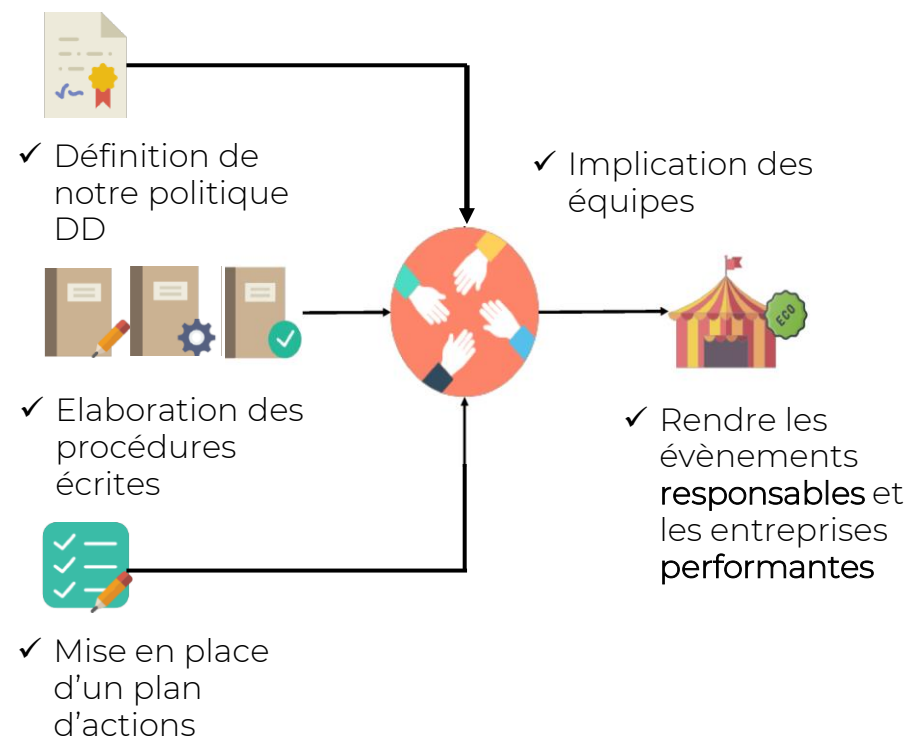 ✓ Définition de
notre politique
DD
✓ Elaboration des
procédures
écrites
✓ Mise en place
d’un plan
d’actions
✓ Implication des
équipes
ECO
✓ Rendre les
évènements
responsables et
les entreprises
performantes